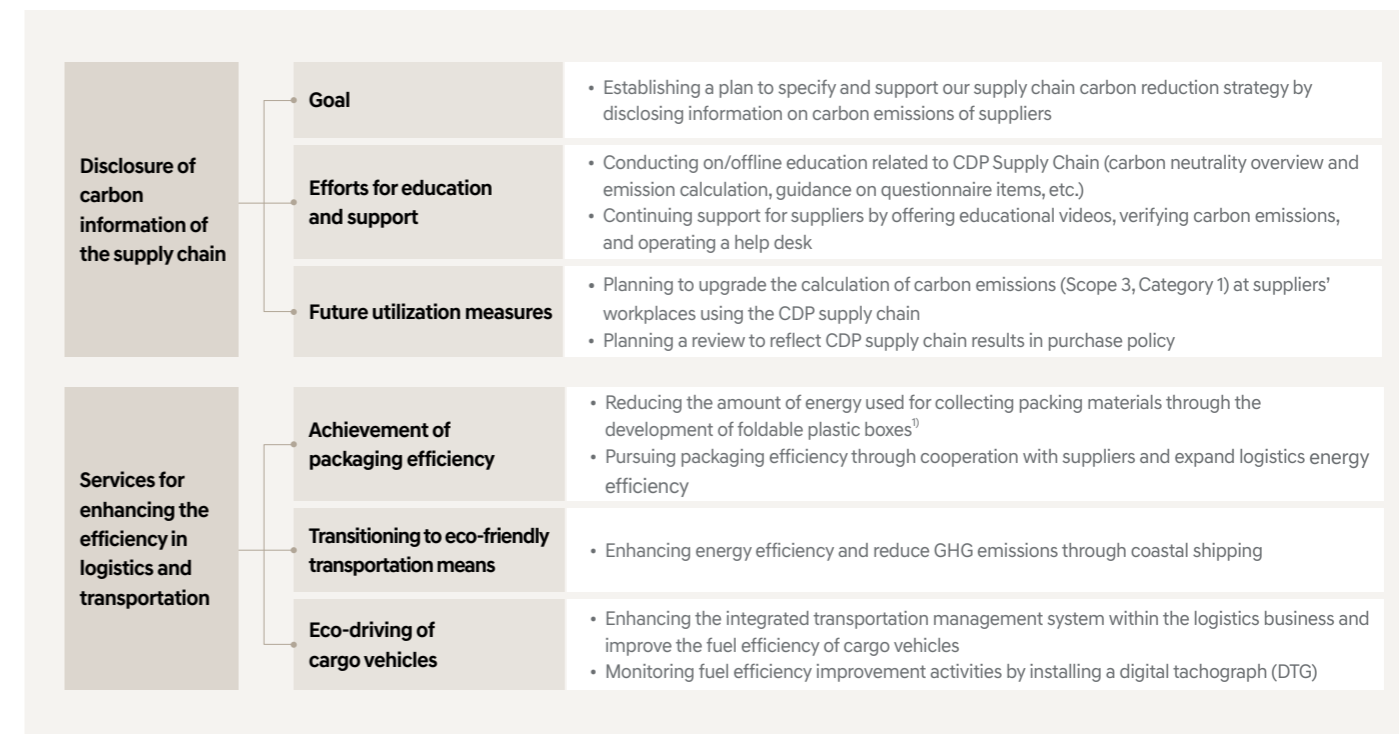 Disclosure of
carbon
information of
the supply chain
Goal
• Establishing a plan to specify and support our supply chain carbon reduction strategy by
disclosing information on carbon emissions of suppliers
Efforts for education
and support
• Conducting on/offline education related to CDP Supply Chain (carbon neutrality overview and
emission calculation, guidance on questionnaire items, etc.)
• Continuing support for suppliers by offering educational videos, verifying carbon emissions,
and operating a help desk
Future utilization measures
• Planning to upgrade the calculation of carbon emissions (Scope 3, Category 1) at suppliers’
workplaces using the CDP supply chain
• Planning a review to reflect CDP supply chain results in purchase policy
Services for
enhancing the
efficiency in
logistics and
transportation
Achievement of
packaging efficiency
• Reducing the amount of energy used for collecting packing materials through the
development of foldable plastic boxes1)
• Pursuing packaging efficiency through cooperation with suppliers and expand logistics energy
efficiency
Transitioning to eco-friendly
transportation means
• Enhancing energy efficiency and reduce GHG emissions through coastal shipping
Eco-driving of
cargo vehicles
• Enhancing the integrated transportation management system within the logistics business and
improve the fuel efficiency of cargo vehicles
• Monitoring fuel efficiency improvement activities by installing a digital tachograph (DTG)